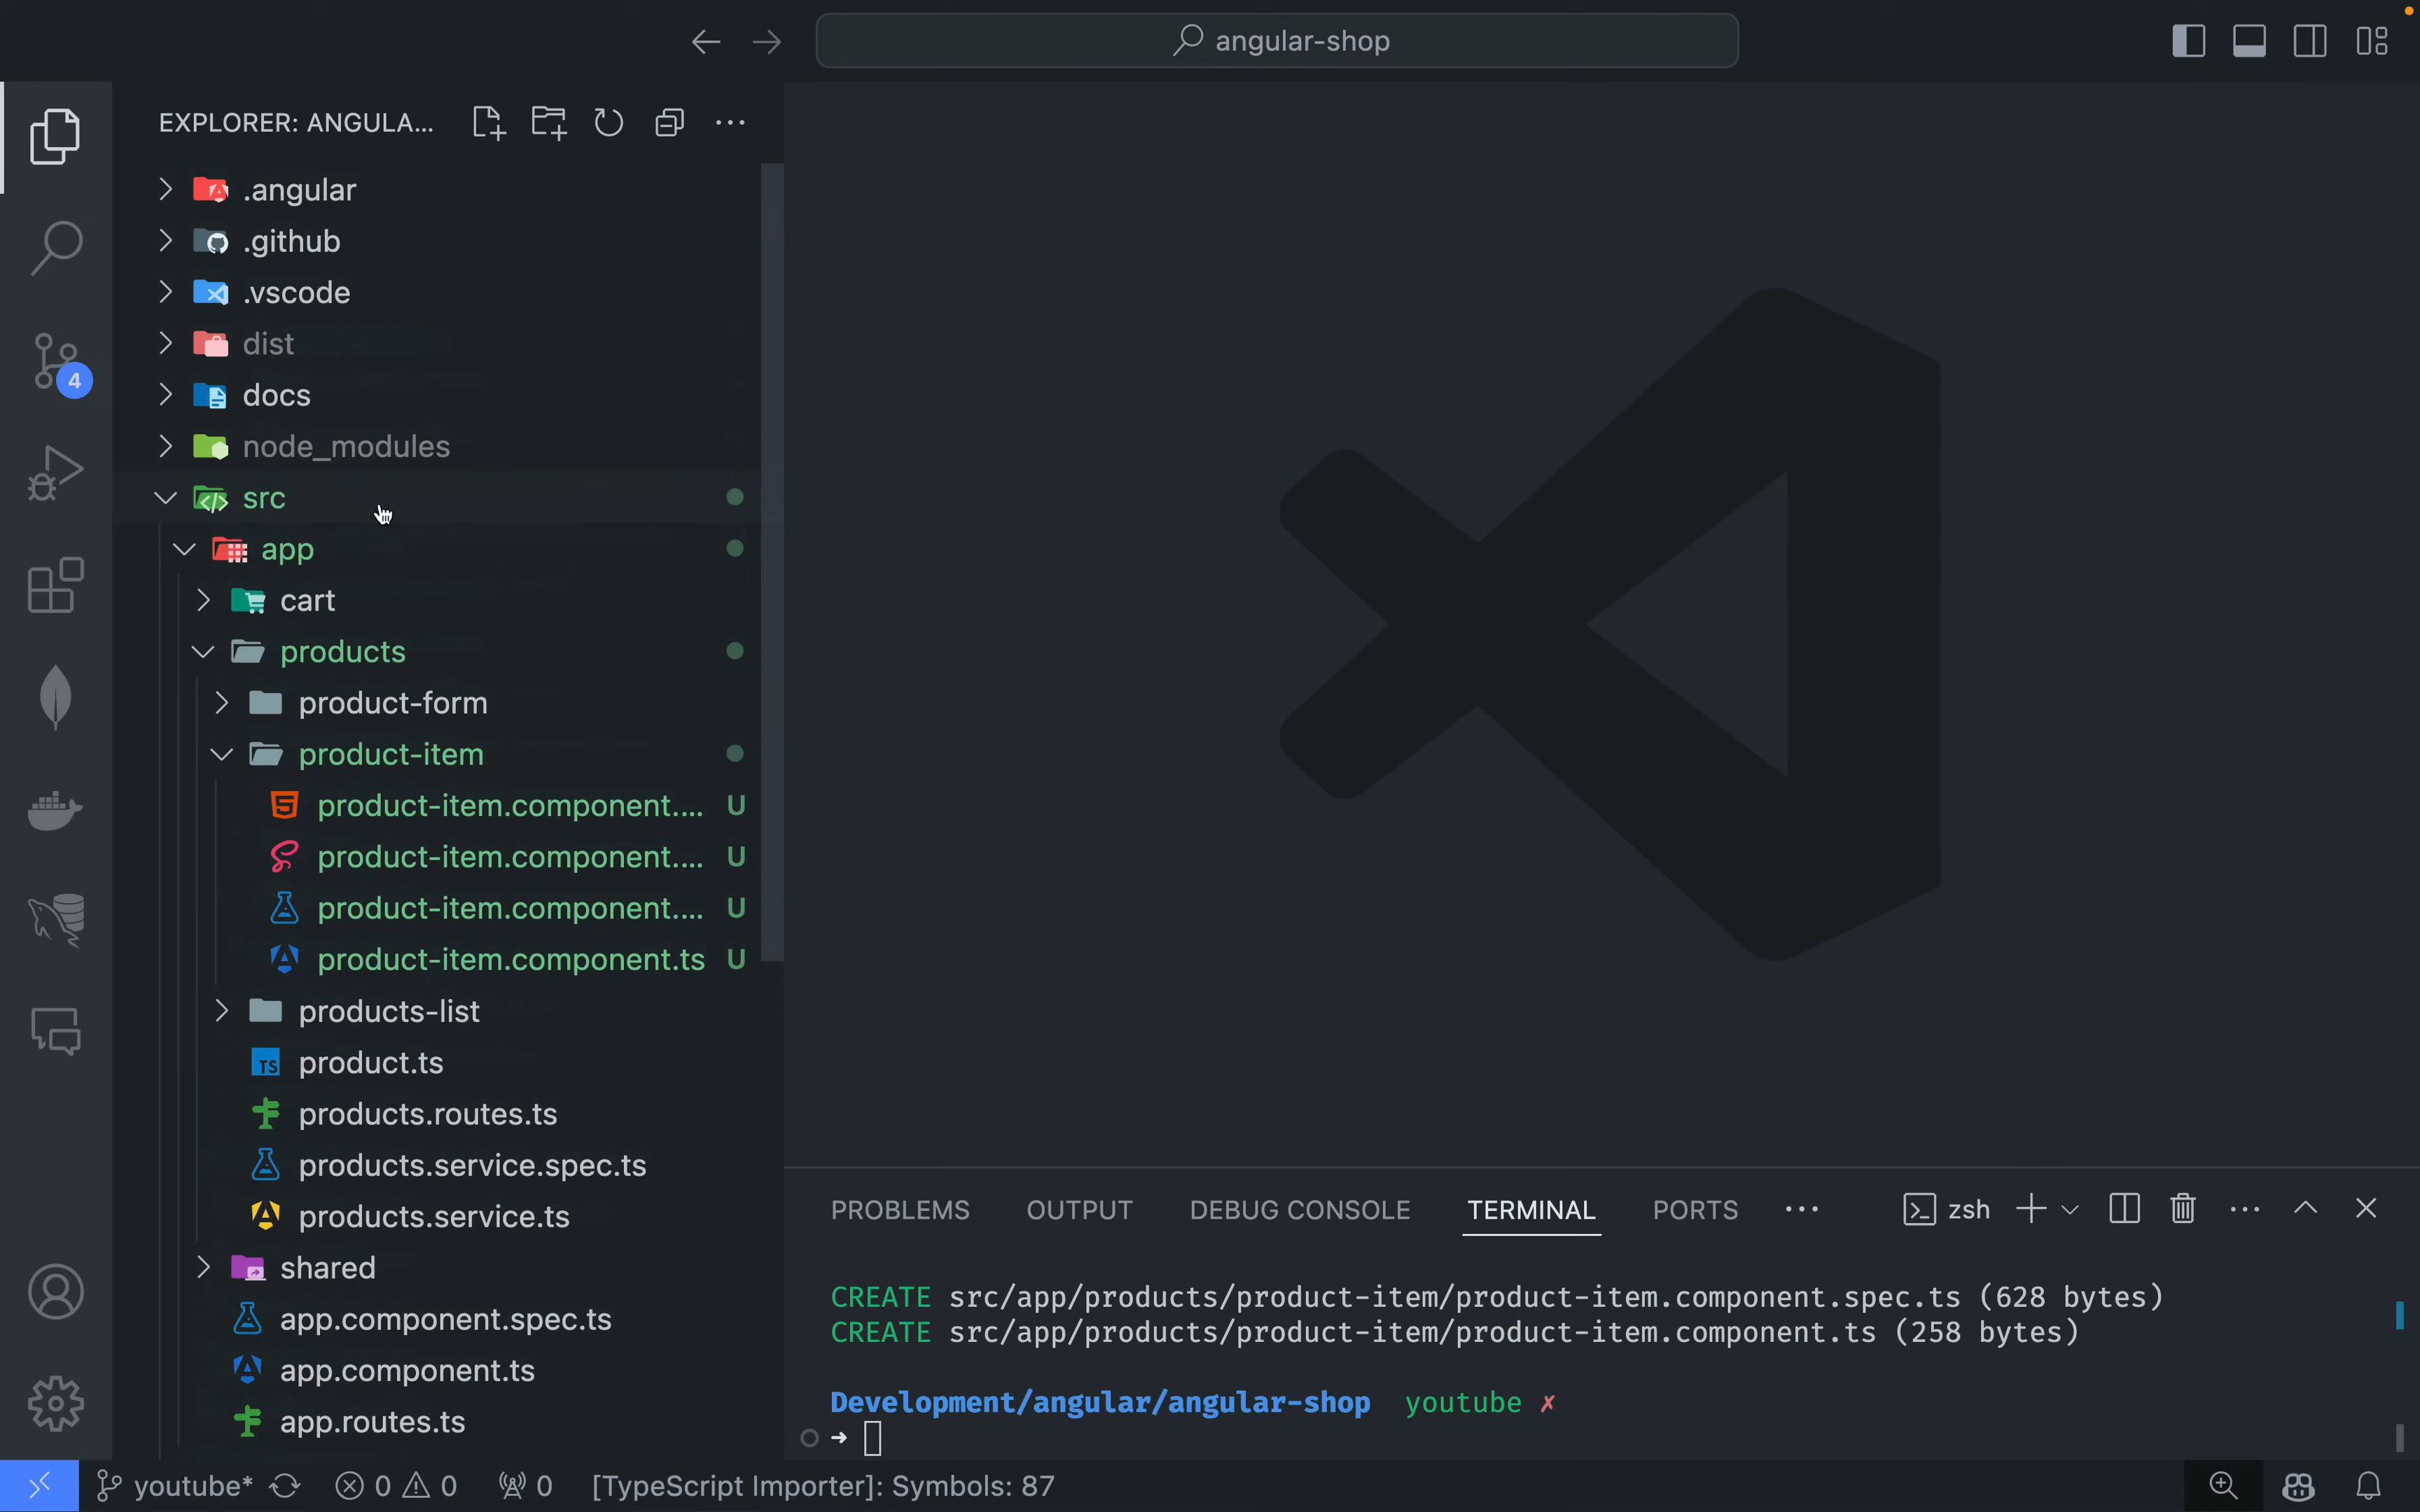 angular-shop
EXPLORER: ANGULA...
.angular
.github
.vscode
dist
docs
node_modules
src
app
cart
products
product-form
product-item
product-item.component.... U
product-item.component.... U
product-item.component.... U
product-item.component.ts U
products-list
TS product.ts
products.routes.ts
products.service.spec.ts
products.service.ts
shared
app.component.spec.ts
app.component.ts
app.routes.ts
4
PROBLEMS OUTPUT DEBUG CONSOLE TERMINAL PORTS ... zsh
CREATE src/app/products/product-item/product-item.component.spec.ts (628 bytes)
CREATE src/app/products/product-item/product-item.component.ts (258 bytes)
Development/angular/angular-shop youtube ✗
➜
youtube* 0 0 0 [TypeScript Importer]: Symbols: 87